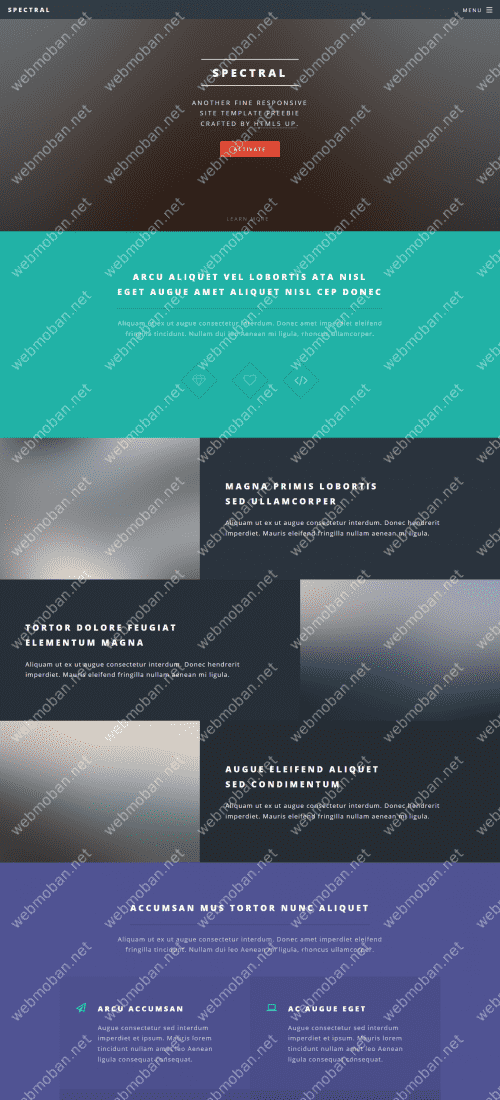 SPECTRAL
MENU
SPECTRAL
ANOTHER FINE RESPONSIVE
SITE TEMPLATE FREEBIE
CRAFTED BY HTML5 UP.
ACTIVATE
LEARN MORE
ARCU ALIQUET VEL LOBORTIS ATA NISL
EGET AUGUE AMET ALIQUET NISL CEP DONEC
Aliquam ut ex ut augue consectetur interdum. Donec amet imperdiet eleifend
fringilla tincidunt. Nullam dui leo Aenean mi ligula, rhoncus ullamcorper.
MAGNA PRIMIS LOBORTIS
SED ULLAMCORPER
Aliquam ut ex ut augue consectetur interdum. Donec hendrerit
imperdiet. Mauris eleifend fringilla nullam aenean mi ligula.
TORTOR DOLORE FEUGIAT
ELEMENTUM MAGNA
Aliquam ut ex ut augue consectetur interdum. Donec hendrerit
imperdiet. Mauris eleifend fringilla nullam aenean mi ligula.
AUGUE ELEIFEND ALIQUET
SED CONDIMENTUM
Aliquam ut ex ut augue consectetur interdum. Donec hendrerit
imperdiet. Mauris eleifend fringilla nullam aenean mi ligula.
ACCUMSAN MUS TORTOR NUNC ALIQUET
Aliquam ut ex ut augue consectetur interdum. Donec amet imperdiet eleifend
fringilla tincidunt. Nullam dui leo Aenean mi ligula, rhoncus ullamcorper.
ARCU ACCUMSAN
Augue consectetur sed interdum
imperdiet et ipsum. Mauris lorem
tincidunt nullam amet leo Aenean
ligula consequat consequat.
AC AUGUE EGET
Augue consectetur sed interdum
imperdiet et ipsum. Mauris lorem
tincidunt nullam amet leo Aenean
ligula consequat consequat.
webmoban.net